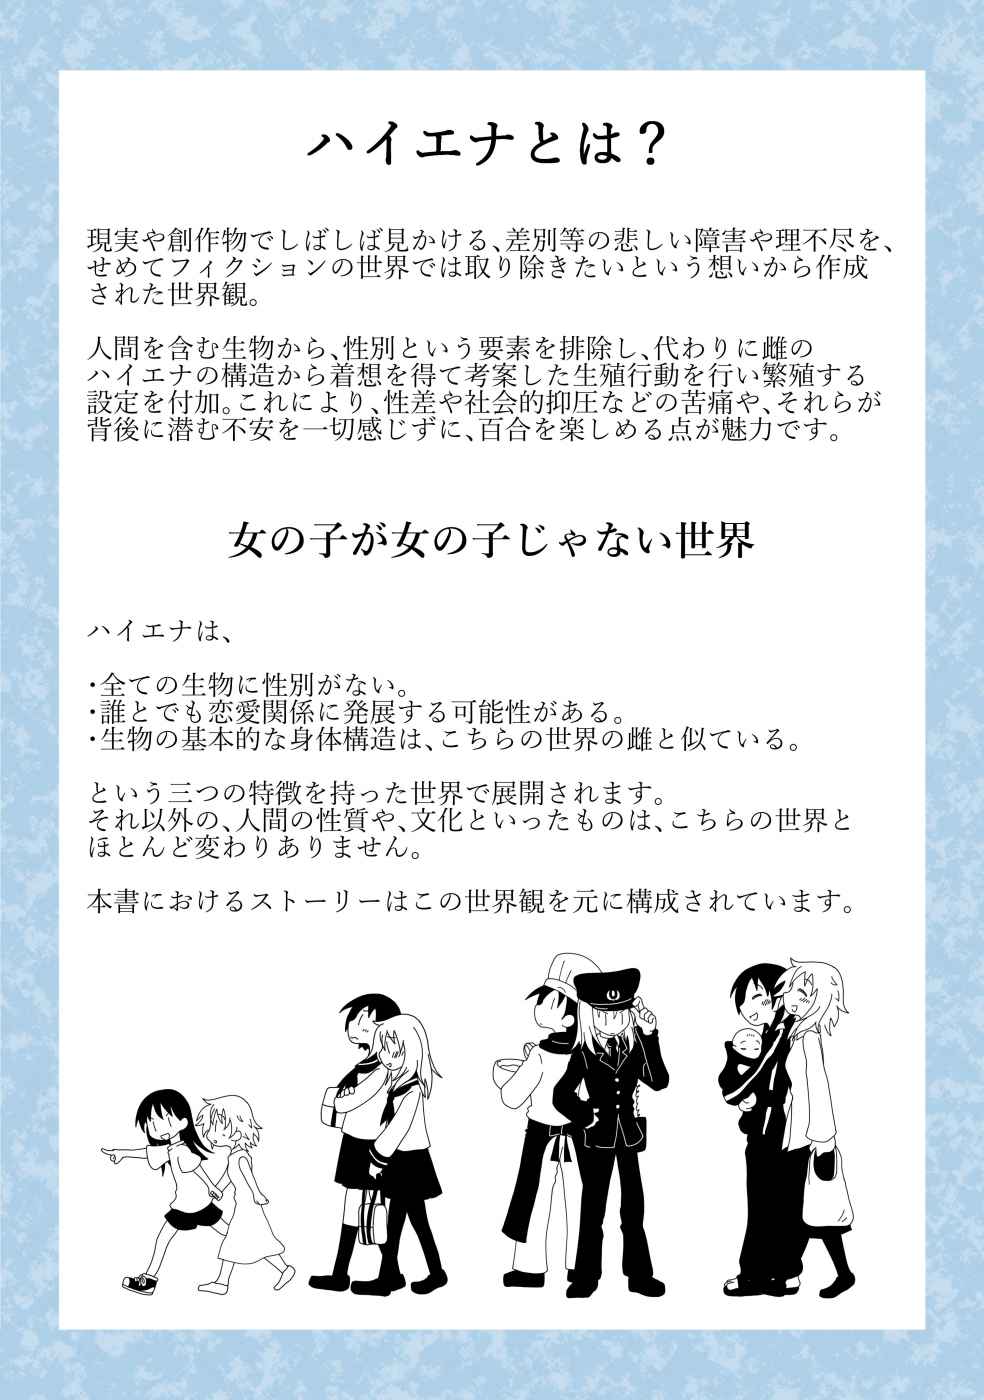 ハイエナとは？
現実や創作物でしばしば見かける、差別等の悲しい障害や理不尽を、
せめてフィクションの世界では取り除きたいという想いから作成
された世界観。
人間を含む生物から、性別という要素を排除し、代わりに雌の
ハイエナの構造から着想を得て考案した生殖行動を行い繁殖する
設定を付加。これにより、性差や社会的抑圧などの苦痛や、それらが
背後に潜む不安を一切感じずに、百合を楽しめる点が魅力です。
女の子が女の子じゃない世界
ハイエナは、
・全ての生物に性別がない。
・誰とでも恋愛関係に発展する可能性がある。
・生物の基本的な身体構造は、こちらの世界の雌と似ている。
という三つの特徴を持った世界で展開されます。
それ以外の、人間の性質や、文化といったものは、こちらの世界と
ほとんど変わりありません。
本書におけるストーリーはこの世界観を元に構成されています。